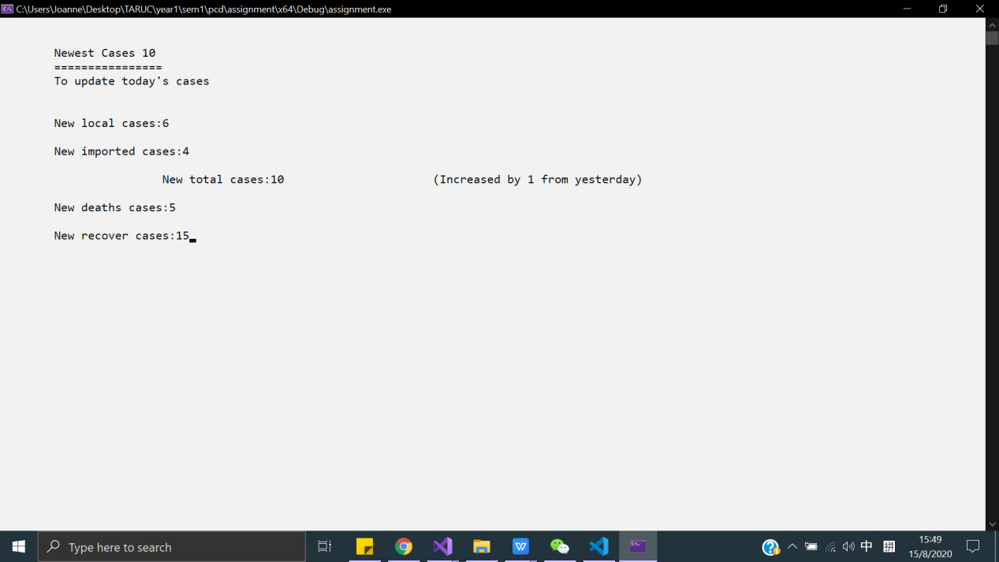 C:\Users\Joanne\Desktop\TARUC\year1\sem1\pcd\assignment\x64\Debug\assignment.exe
Newest Cases 10
================
To update today's cases
New local cases:6
New imported cases:4
New total cases:10 (Increased by 1 from yesterday)
New deaths cases:5
New recover cases:15
Type here to search
中 拼
15:49
15/8/2020